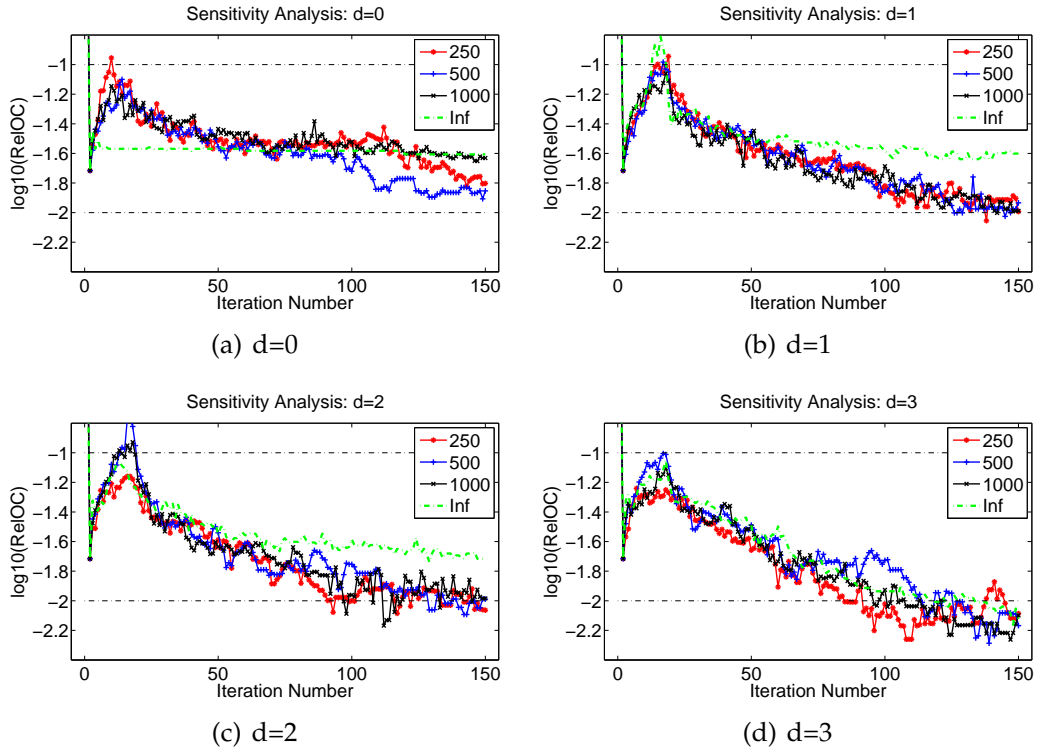 Sensitivity Analysis: d=0
−1
−1.2
−1.4
−1.6
−1.8
−2
−2.2
log10(RelOC)
0
50
100
150
Iteration Number
250
500
1000
Inf
(a) d=0
Sensitivity Analysis: d=1
−1
−1.2
−1.4
−1.6
−1.8
−2
−2.2
log10(RelOC)
0
50
100
150
Iteration Number
250
500
1000
Inf
(b) d=1
Sensitivity Analysis: d=2
−1
−1.2
−1.4
−1.6
−1.8
−2
−2.2
log10(RelOC)
0
50
100
150
Iteration Number
250
500
1000
Inf
(c) d=2
Sensitivity Analysis: d=3
−1
−1.2
−1.4
−1.6
−1.8
−2
−2.2
log10(RelOC)
0
50
100
150
Iteration Number
250
500
1000
Inf
(d) d=3